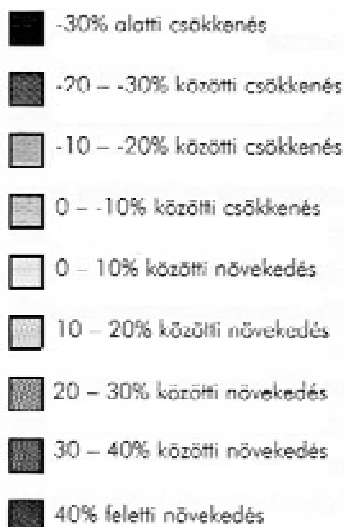 -30% alatti csökkenés
-20 – -30% közötti csökkenés
-10 – -20% közötti csökkenés
0 – -10% közötti csökkenés
0 – 10% közötti növekedés
10 – 20% közötti növekedés
20 – 30% közötti növekedés
30 – 40% közötti növekedés
40% feletti növekedés